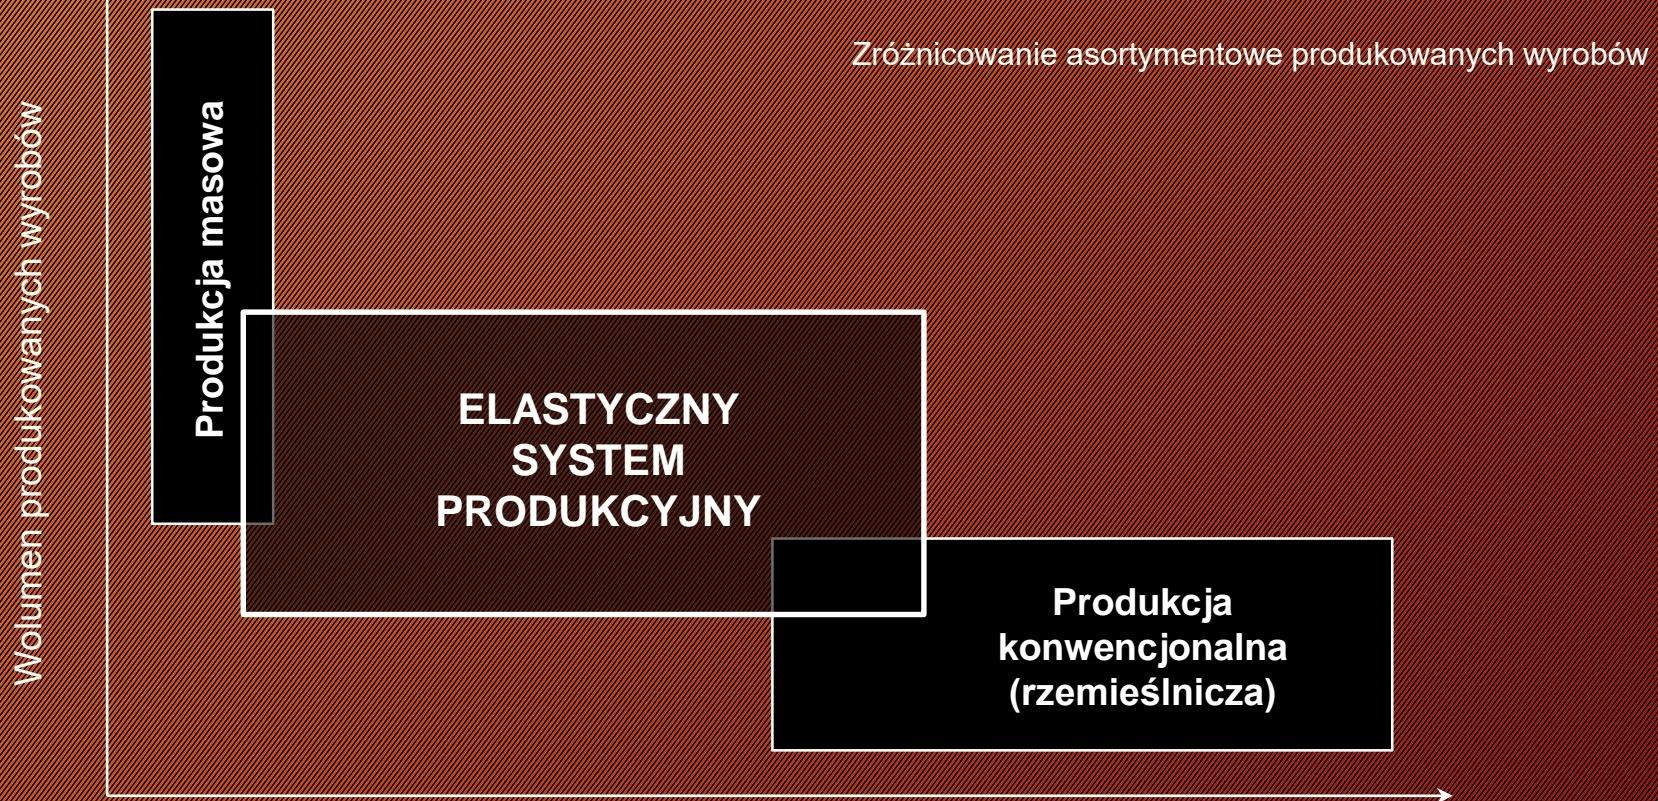 Zróżnicowanie asortymentowe produkowanych wyrobów
Wolumen produkowanych wyrobów
Produkcja masowa
ELASTYCZNY
SYSTEM
PRODUKCYJNY
Produkcja
konwencjonalna
(rzemieślnicza)